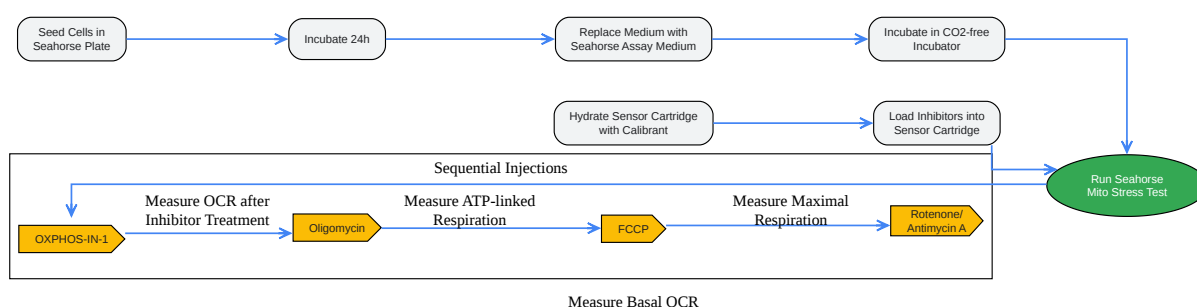 Seed Cells in
Seahorse Plate
Incubate 24h
Replace Medium with
Seahorse Assay Medium
Incubate in CO2-free
Incubator
Hydrate Sensor Cartridge
with Calibrant
Load Inhibitors into
Sensor Cartridge
Run Seahorse
Mito Stress Test
Sequential Injections
Measure OCR after
Inhibitor Treatment
Measure ATP-linked
Respiration
Measure Maximal
Respiration
OXPHOS-IN-1
Oligomycin
FCCP
Rotenone/
Antimycin A
Measure Basal OCR